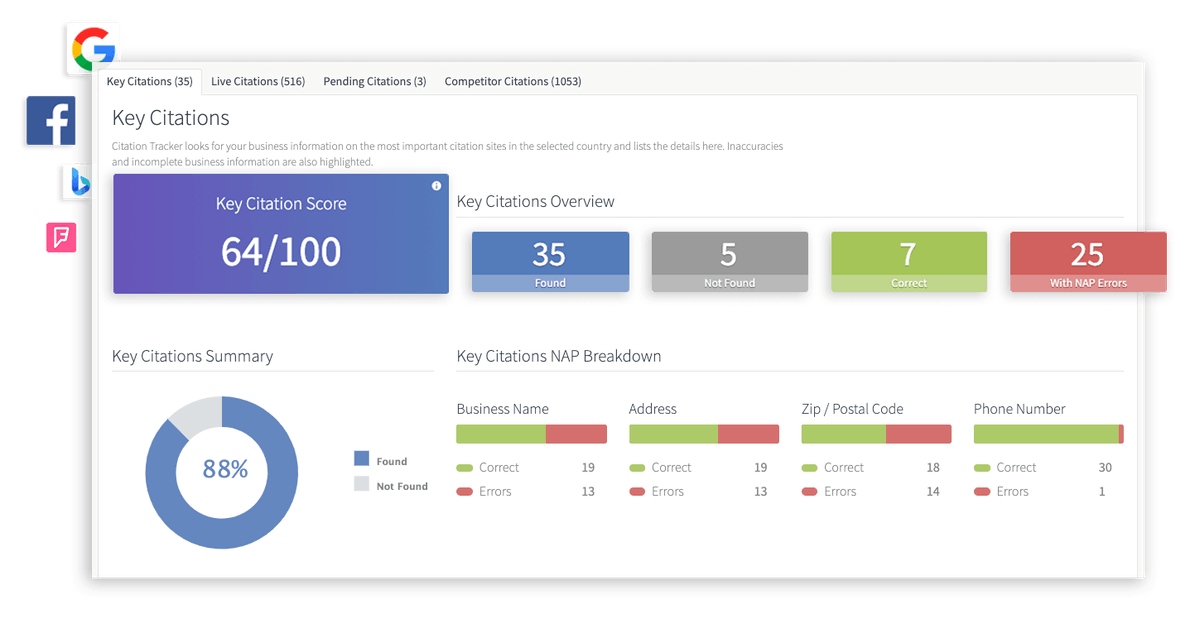 Key Citations (35) Live Citations (516) Pending Citations (3) Competitor Citations (1053)
Key Citations
Citation Tracker looks for your business information on the most important citation sites in the selected country and lists the details here. Inaccuracies
and incomplete business information are also highlighted.
Key Citation Score
64/100
Key Citations Overview
35
Found
5
Not Found
7
Correct
25
With NAP Errors
Key Citations Summary
88%
Found
Not Found
Key Citations NAP Breakdown
Business Name
Correct 19
Errors 13
Address
Correct 19
Errors 13
Zip / Postal Code
Correct 18
Errors 14
Phone Number
Correct 30
Errors 1